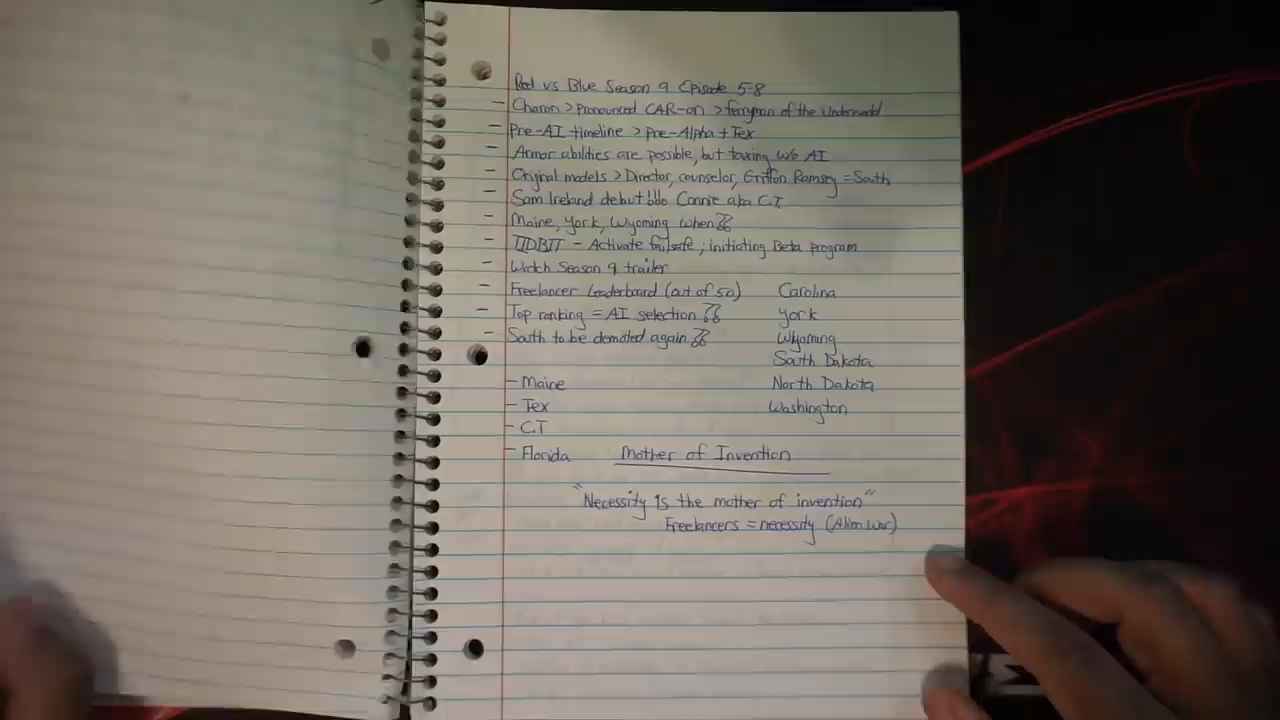 Red vs Blue Season 9 Episode 5-8
- Charon > pronounced CAR-on > ferryman of the Underworld
- Pre-AI timeline > pre-Alpha + Tex
- Armor abilities are possible, but taxing w/o AI
- Original models > Director, counselor, Griffon Ramsey = South
- Sam Ireland debut!!! Connie aka C.T
- Maine, York, Wyoming when??
- IIDBII - Activate failsafe; initiating Beta program
- Watch Season 9 trailer
- Freelancer Leaderboard (out of 50) Carolina
- Top ranking = AI selection?? York
- South to be demoted again?? Wyoming
South Dakota
- Maine North Dakota
- Tex Washington
- C.T
- Florida Mother of Invention
"Necessity is the mother of invention"
Freelancers = necessity (Alien War)